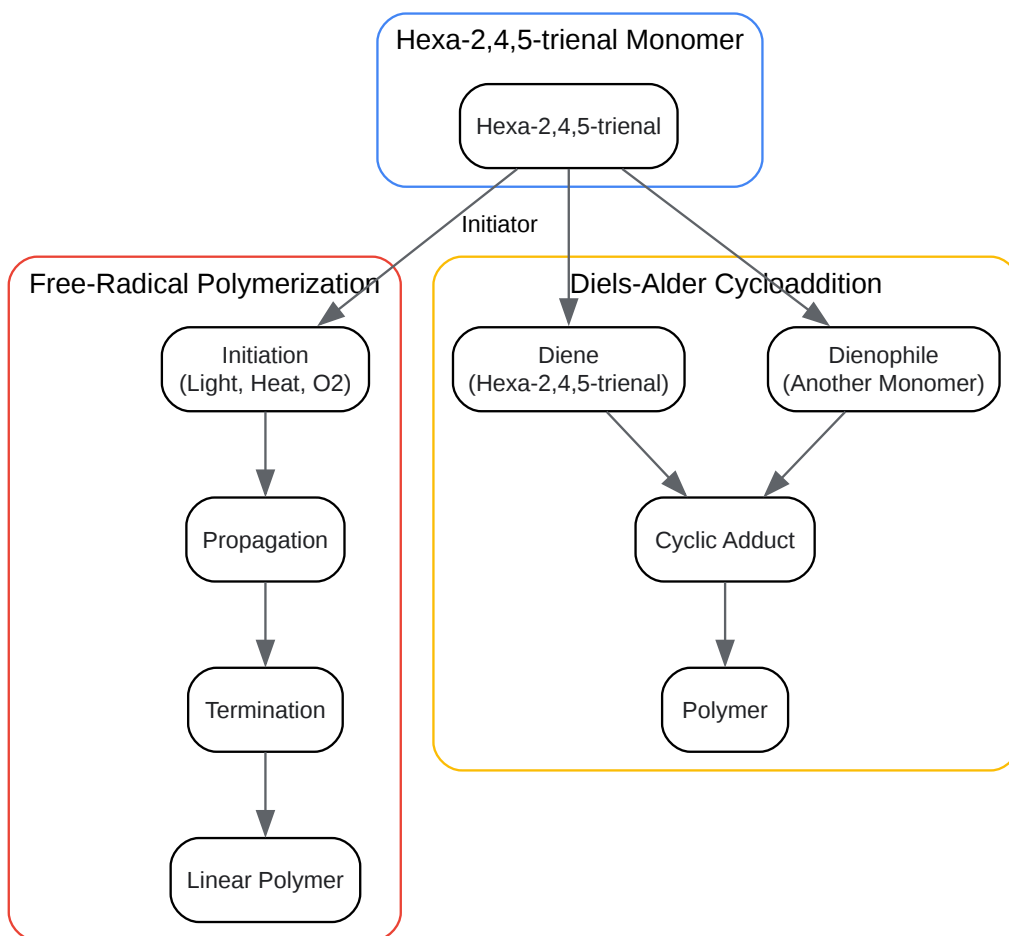 Hexa-2,4,5-trienal Monomer
Hexa-2,4,5-trienal
Initiator
Free-Radical Polymerization
Initiation
(Light, Heat, O2)
Propagation
Termination
Linear Polymer
Diels-Alder Cycloaddition
Diene
(Hexa-2,4,5-trienal)
Dienophile
(Another Monomer)
Cyclic Adduct
Polymer